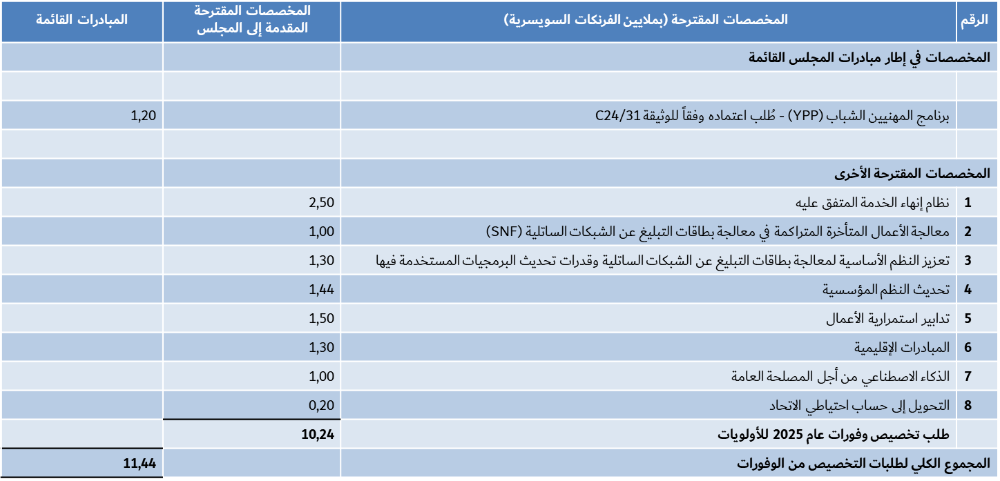 الرقم المخصصات المقترحة (بملايين الفرنكات السويسرية) المخصصات المقترحة المقدمة إلى المجلس المبادرات القائمة
المخصصات في إطار مبادرات المجلس القائمة
برنامج المهنيين الشباب (YPP) - طُلب اعتماده وفقاً للوثيقة C24/31 1,20
المخصصات المقترحة الأخرى
1 نظام إنهاء الخدمة المتفق عليه 2,50
2 معالجة الأعمال المتأخرة المتراكمة في معالجة بطاقات التبليغ عن الشبكات الساتلية (SNF) 1,00
3 تعزيز النظم الأساسية لمعالجة بطاقات التبليغ عن الشبكات الساتلية وقدرات تحديث البرمجيات المستخدمة فيها 1,30
4 تحديث النظم المؤسسية 1,44
5 تدابير استمرارية الأعمال 1,50
6 المبادرات الإقليمية 1,30
7 الذكاء الاصطناعي من أجل المصلحة العامة 1,00
8 التحويل إلى حساب احتياطي الاتحاد 0,20
طلب تخصيص وفورات عام 2025 للأولويات 10,24
المجموع الكلي لطلبات التخصيص من الوفورات 11,44